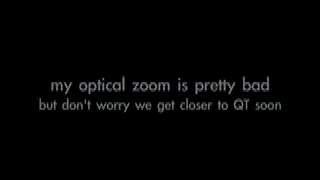 my optical zoom is pretty bad
but don't worry we get closer to QT soon